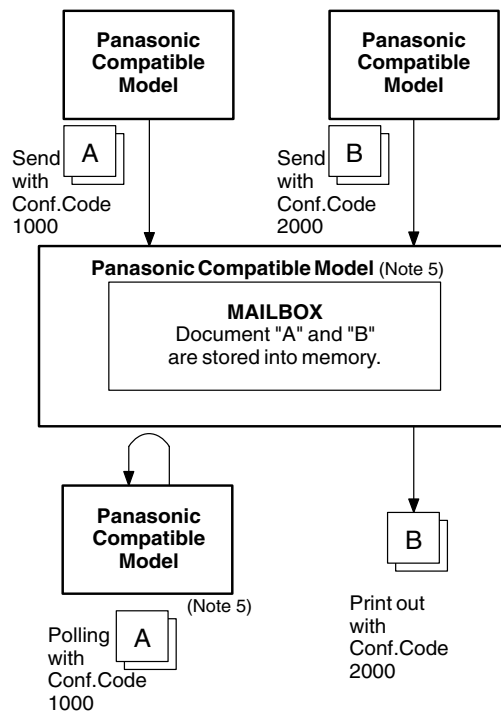 Panasonic
Compatible
Model
Panasonic
Compatible
Model
A
Send
with
Conf.Code
1000
B
Send
with
Conf.Code
2000
Panasonic Compatible Model (Note 5)
MAILBOX
Document "A" and "B"
are stored into memory.
Panasonic
Compatible
Model
(Note 5)
A
Polling
with
Conf.Code
1000
B
Print out
with
Conf.Code
2000